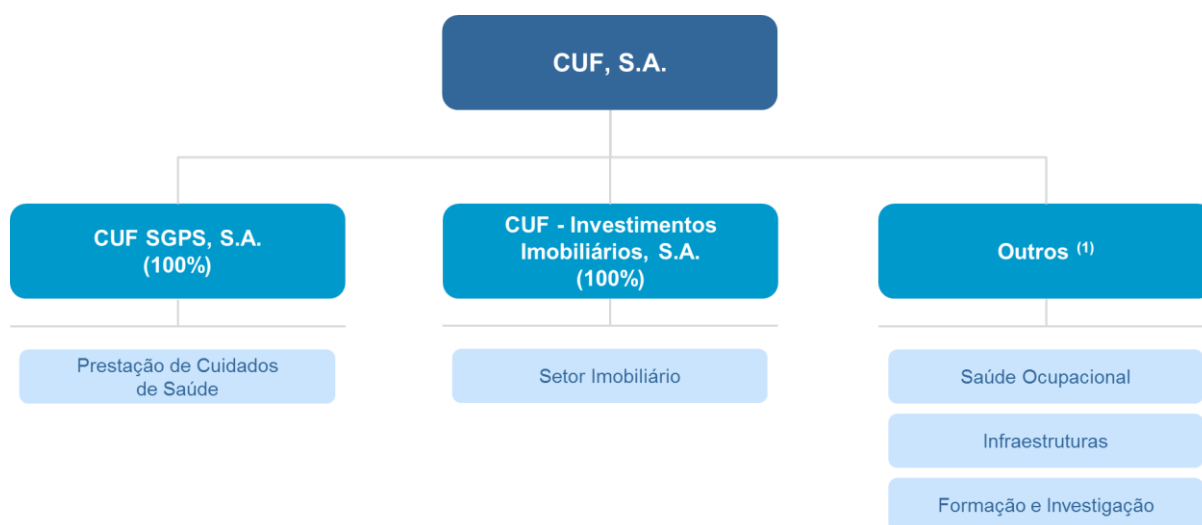 CUF, S.A.
CUF SGPS, S.A.
(100%)
CUF - Investimentos
Imobiliários, S.A.
(100%)
Outros (1)
Prestação de Cuidados
de Saúde
Setor Imobiliário
Saúde Ocupacional
Infraestruturas
Formação e Investigação